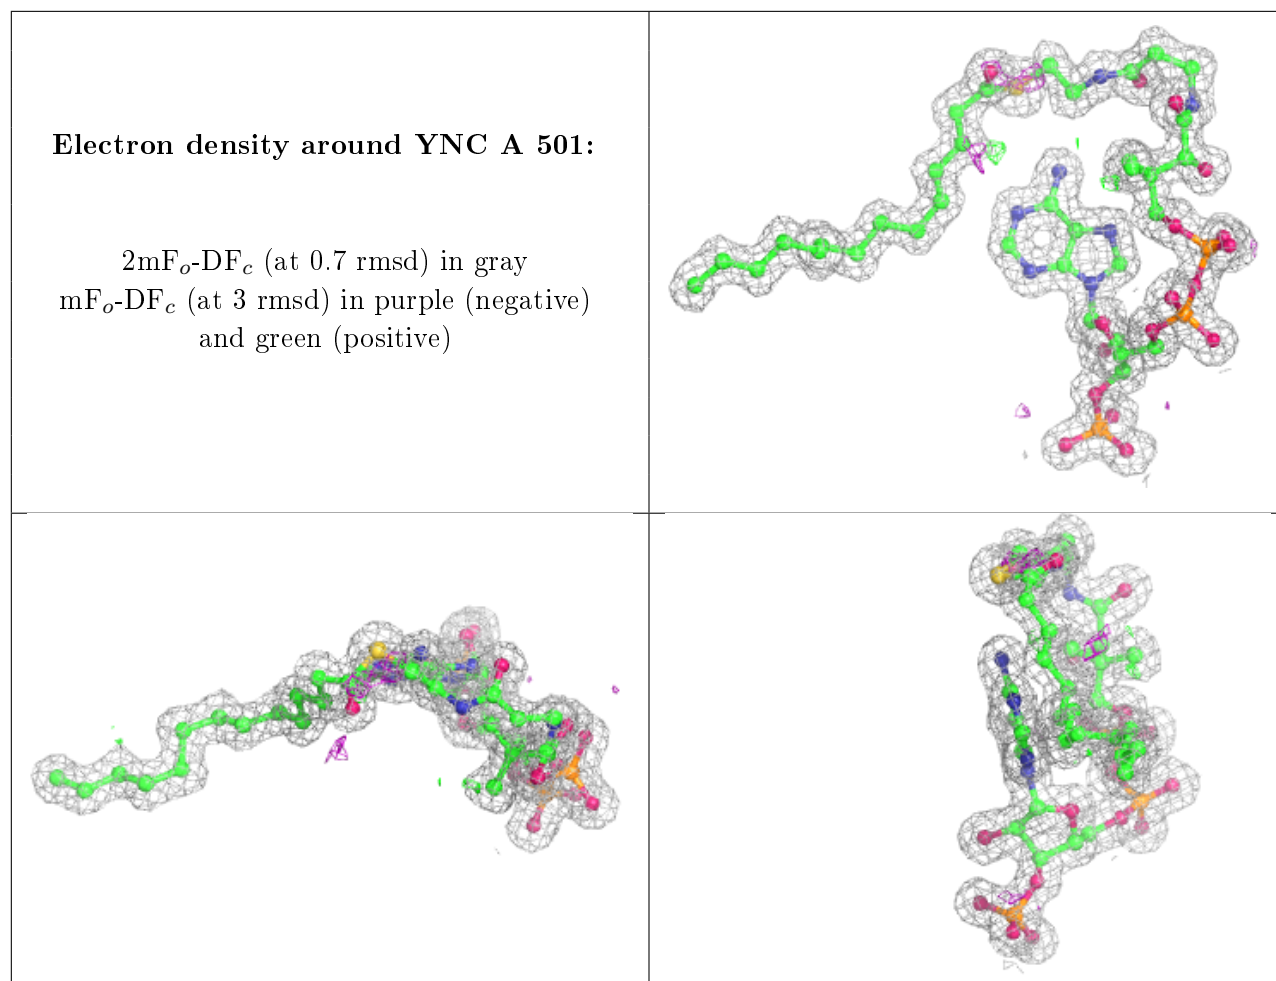 Electron density around YNC A 501:
2mFo-DFc (at 0.7 rmsd) in gray
mFo-DFc (at 3 rmsd) in purple (negative)
and green (positive)